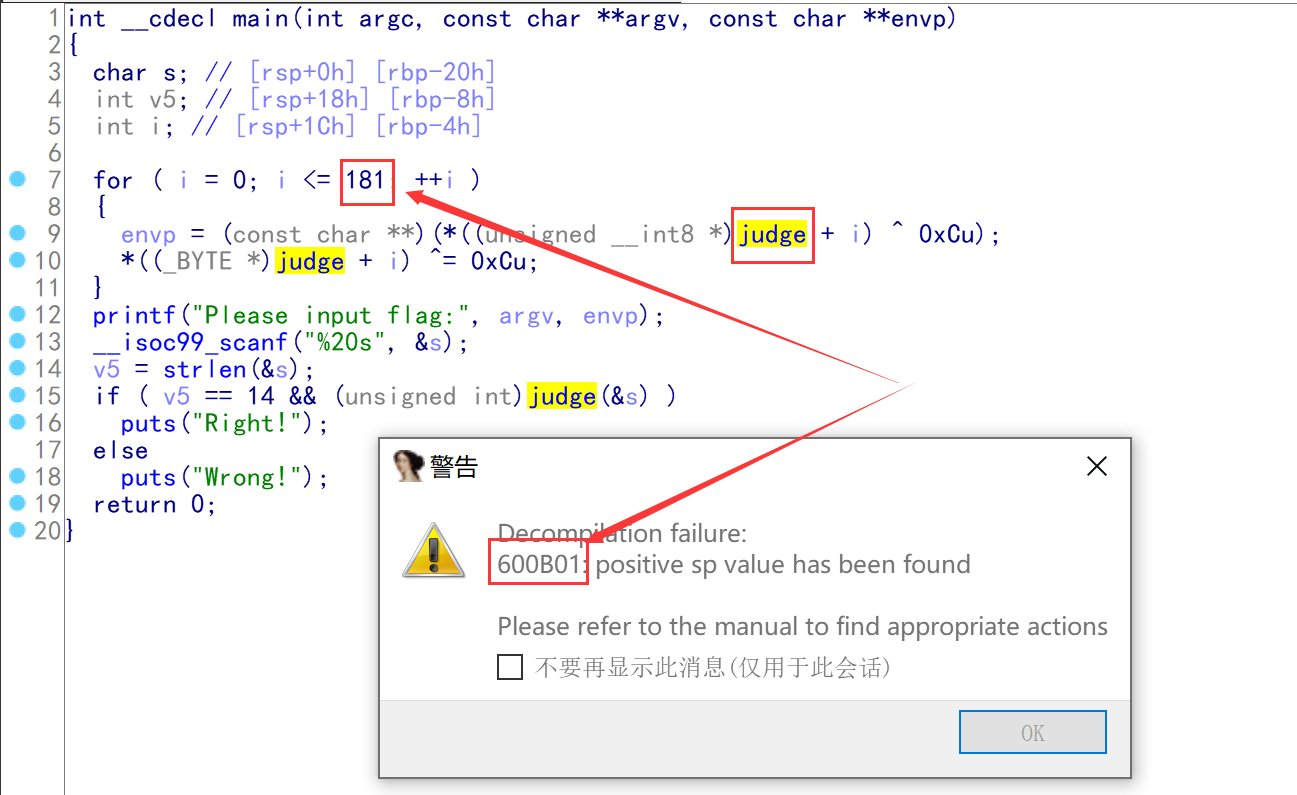 1 int __cdecl main(int argc, const char **argv, const char **envp)
2 {
3 char s; // [rsp+0h] [rbp-20h]
4 int v5; // [rsp+18h] [rbp-8h]
5 int i; // [rsp+1Ch] [rbp-4h]
6
7 for ( i = 0; i <= 181; ++i )
8 {
9 envp = (const char **)(*((unsigned __int8 *)judge + i) ^ 0xCu);
10 *((_BYTE *)judge + i) ^= 0xCu;
11 }
12 printf("Please input flag:", argv, envp);
13 __isoc99_scanf("%20s", &s);
14 v5 = strlen(&s);
15 if ( v5 == 14 && (unsigned int)judge(&s) )
16 puts("Right!");
17 else
18 puts("Wrong!");
19 return 0;
20 }
警告
Decompilation failure:
600B01: positive sp value has been found
Please refer to the manual to find appropriate actions
不要再显示此消息(仅用于此会话)
OK